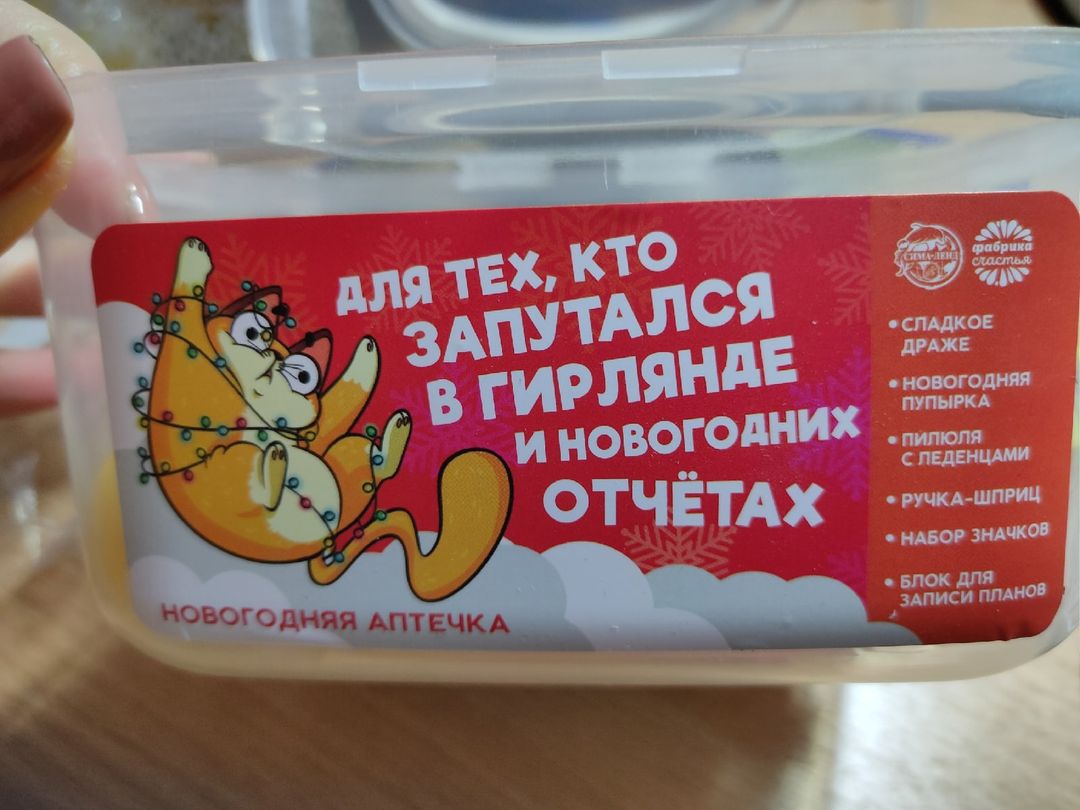 ДЛЯ ТЕХ, КТО
ЗАПУТАЛСЯ
В ГИРЛЯНДЕ
И НОВОГОДНИХ
ОТЧЁТАХ
НОВОГОДНЯЯ АПТЕЧКА
СИМА-ЛЕНД
фабрика
счастья
• СЛАДКОЕ
ДРАЖЕ
• НОВОГОДНЯЯ
ПУПЫРКА
• ПИЛЮЛЯ
С ЛЕДЕНЦАМИ
• РУЧКА-ШПРИЦ
• НАБОР ЗНАЧКОВ
• БЛОК ДЛЯ
ЗАПИСИ ПЛАНОВ